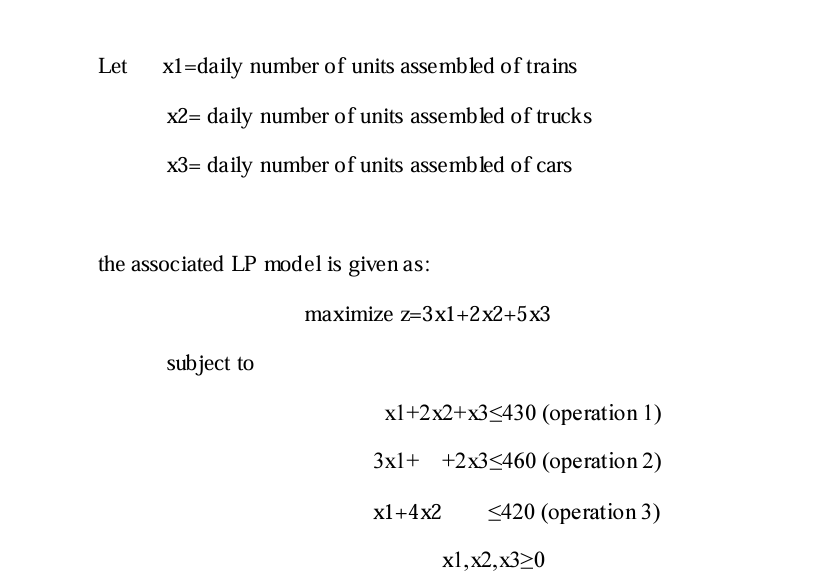 Let x1=daily number of units assembled of trains
x2= daily number of units assembled of trucks
x3= daily number of units assembled of cars
the associated LP model is given as:
maximize z=3x1+2x2+5x3
subject to
x1+2x2+x3≤430 (operation 1)
3x1+ +2x3≤460 (operation 2)
x1+4x2 ≤420 (operation 3)
x1,x2,x3≥0